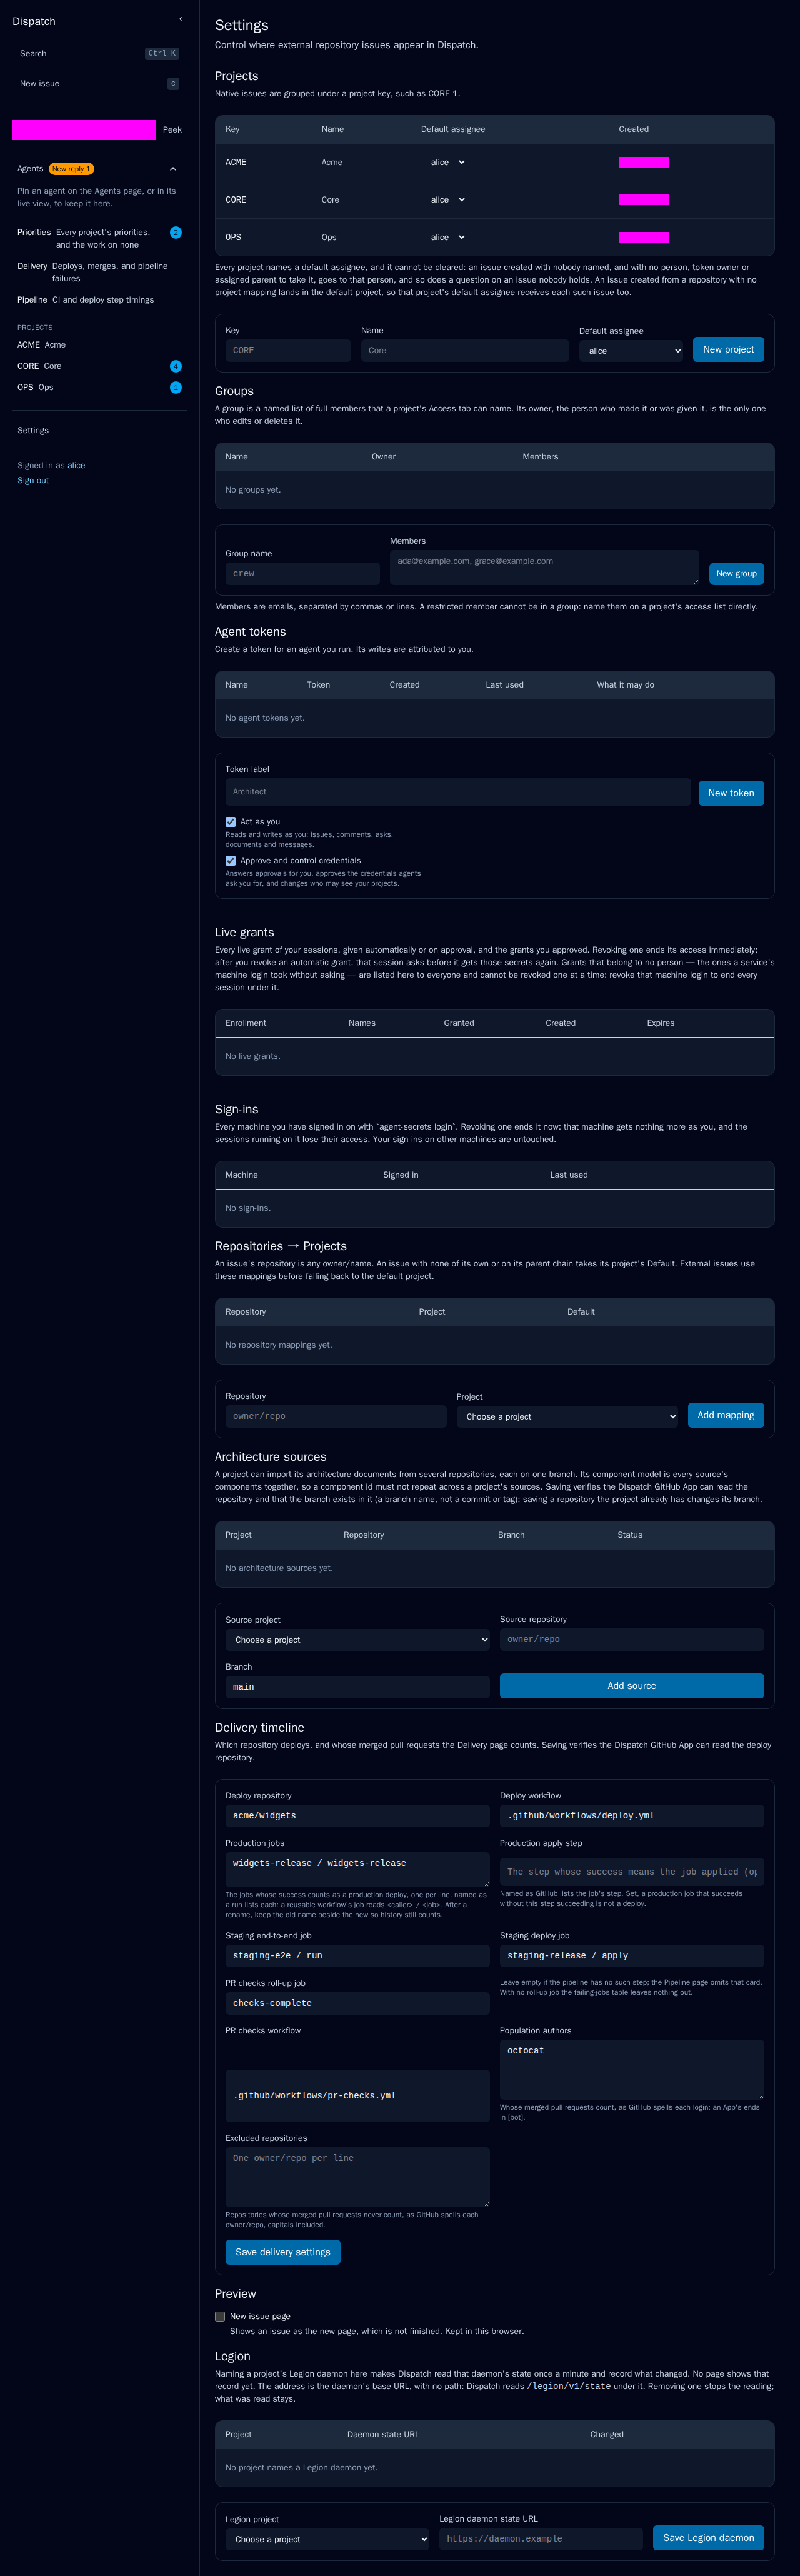 Dispatch
‹
Search
Ctrl K
New issue
c
Peek
Agents
New reply 1
Pin an agent on the Agents page, or in its
live view, to keep it here.
Priorities
Every project's priorities,
and the work on none
2
Delivery
Deploys, merges, and pipeline
failures
Pipeline
CI and deploy step timings
PROJECTS
ACME Acme
CORE Core
4
OPS Ops
1
Settings
Signed in as alice
Sign out
Settings
Control where external repository issues appear in Dispatch.
Projects
Native issues are grouped under a project key, such as CORE-1.
Key Name Default assignee Created
ACME Acme alice
CORE Core alice
OPS Ops alice
Every project names a default assignee, and it cannot be cleared: an issue created with nobody named, and with no person, token owner or
assigned parent to take it, goes to that person, and so does a question on an issue nobody holds. An issue created from a repository with no
project mapping lands in the default project, so that project's default assignee receives each such issue too.
Key Name Default assignee
CORE Core alice New project
Groups
A group is a named list of full members that a project's Access tab can name. Its owner, the person who made it or was given it, is the only one
who edits or deletes it.
Name Owner Members
No groups yet.
Group name Members
crew ada@example.com, grace@example.com New group
Members are emails, separated by commas or lines. A restricted member cannot be in a group: name them on a project's access list directly.
Agent tokens
Create a token for an agent you run. Its writes are attributed to you.
Name Token Created Last used What it may do
No agent tokens yet.
Token label
Architect New token
Act as you
Reads and writes as you: issues, comments, asks,
documents and messages.
Approve and control credentials
Answers approvals for you, approves the credentials agents
ask you for, and changes who may see your projects.
Live grants
Every live grant of your sessions, given automatically or on approval, and the grants you approved. Revoking one ends its access immediately;
after you revoke an automatic grant, that session asks before it gets those secrets again. Grants that belong to no person — the ones a service's
machine login took without asking — are listed here to everyone and cannot be revoked one at a time: revoke that machine login to end every
session under it.
Enrollment Names Granted Created Expires
No live grants.
Sign-ins
Every machine you have signed in on with `agent-secrets login`. Revoking one ends it now: that machine gets nothing more as you, and the
sessions running on it lose their access. Your sign-ins on other machines are untouched.
Machine Signed in Last used
No sign-ins.
Repositories → Projects
An issue's repository is any owner/name. An issue with none of its own or on its parent chain takes its project's Default. External issues use
these mappings before falling back to the default project.
Repository Project Default
No repository mappings yet.
Repository Project
owner/repo Choose a project Add mapping
Architecture sources
A project can import its architecture documents from several repositories, each on one branch. Its component model is every source's
components together, so a component id must not repeat across a project's sources. Saving verifies the Dispatch GitHub App can read the
repository and that the branch exists in it (a branch name, not a commit or tag); saving a repository the project already has changes its branch.
Project Repository Branch Status
No architecture sources yet.
Source project Source repository
Choose a project owner/repo
Branch
main Add source
Delivery timeline
Which repository deploys, and whose merged pull requests the Delivery page counts. Saving verifies the Dispatch GitHub App can read the deploy
repository.
Deploy repository Deploy workflow
acme/widgets .github/workflows/deploy.yml
Production jobs Production apply step
widgets-release / widgets-release
The step whose success means the job applied (op
The jobs whose success counts as a production deploy, one per line, named as
a run lists each: a reusable workflow's job reads <caller> / <job>. After a
rename, keep the old name beside the new so history still counts.
Named as GitHub lists the job's step. Set, a production job that succeeds
without this step succeeding is not a deploy.
Staging end-to-end job Staging deploy job
staging-e2e / run staging-release / apply
PR checks roll-up job
checks-complete
Leave empty if the pipeline has no such step; the Pipeline page omits that card.
With no roll-up job the failing-jobs table leaves nothing out.
PR checks workflow Population authors
.github/workflows/pr-checks.yml
octocat
Whose merged pull requests count, as GitHub spells each login: an App's ends
in [bot].
Excluded repositories
One owner/repo per line
Repositories whose merged pull requests never count, as GitHub spells each
owner/repo, capitals included.
Save delivery settings
Preview
New issue page
Shows an issue as the new page, which is not finished. Kept in this browser.
Legion
Naming a project's Legion daemon here makes Dispatch read that daemon's state once a minute and record what changed. No page shows that
record yet. The address is the daemon's base URL, with no path: Dispatch reads /legion/v1/state under it. Removing one stops the reading;
what was read stays.
Project Daemon state URL Changed
No project names a Legion daemon yet.
Legion project Legion daemon state URL
Choose a project https://daemon.example Save Legion daemon